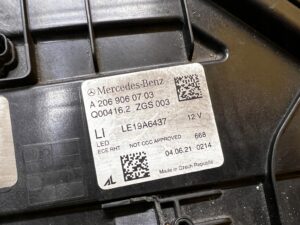 Mercedes-Benz
A 206 906 07 03
Q00416.2 ZGS 003
LI LE19A6437 12 V
LED
ECE RHT NOT CCC APPROVED 668
04.06.21 0214
AL Made in Czech Republic